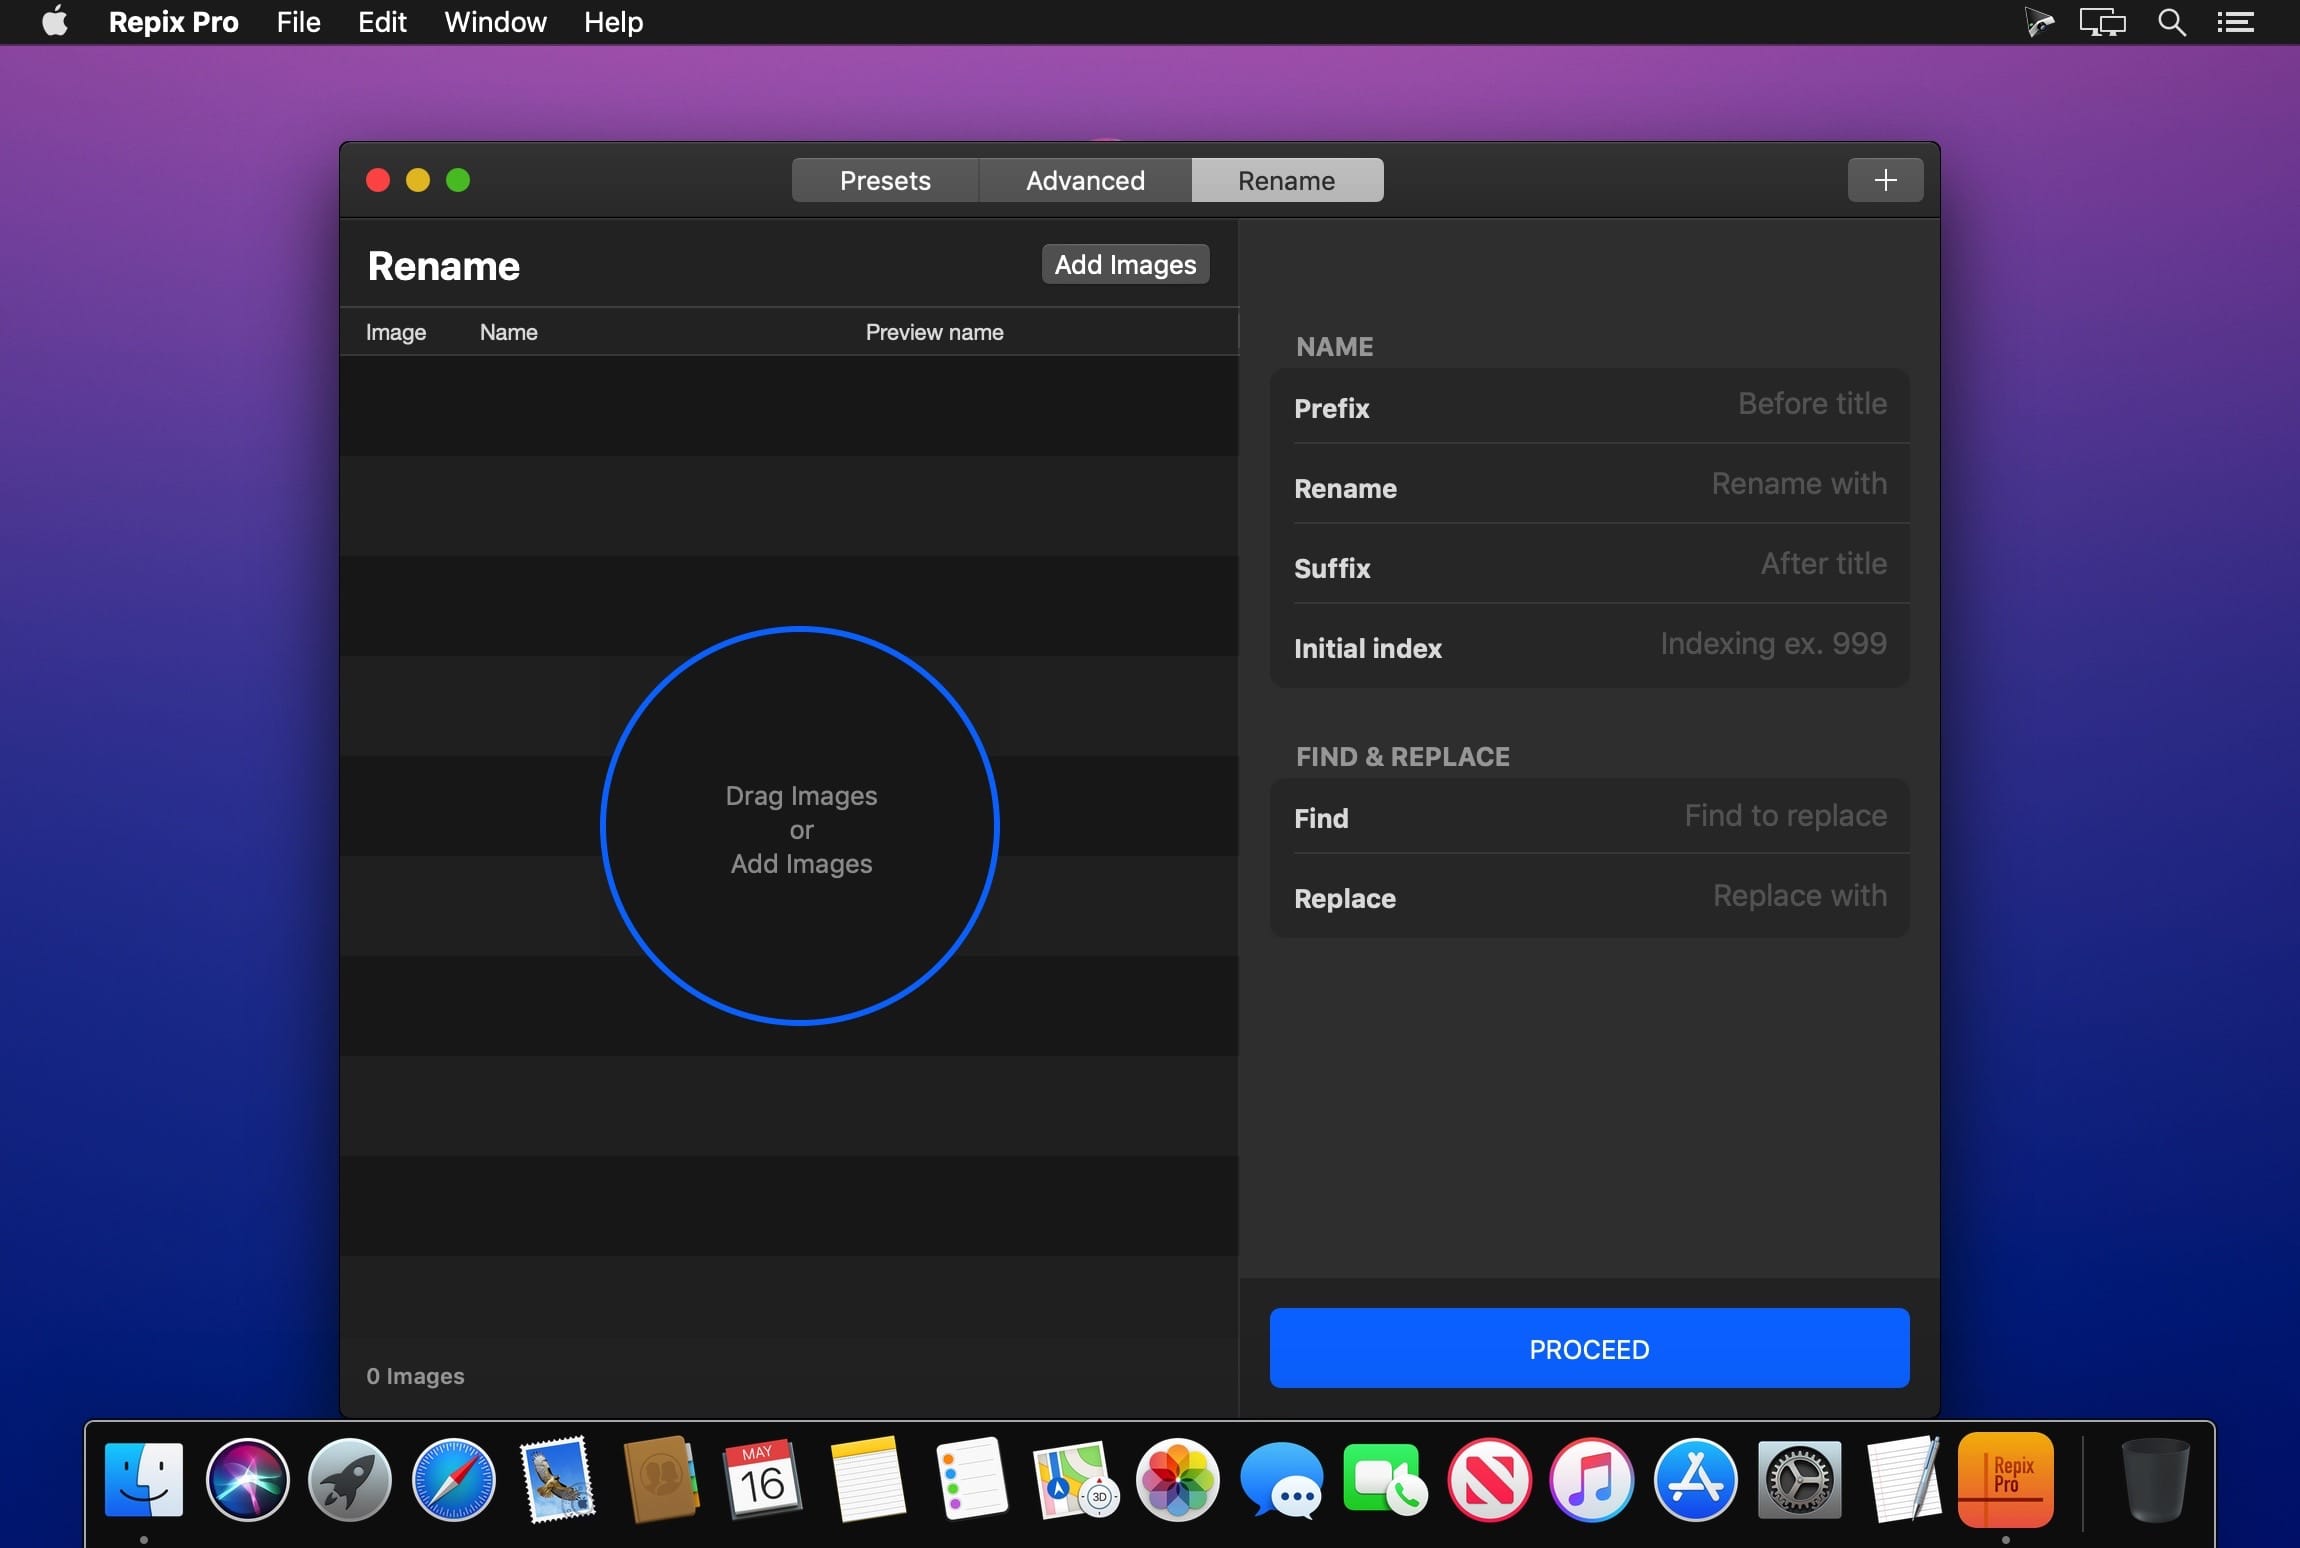 Repix Pro File Edit Window Help
Presets Advanced Rename
Rename Add Images
Image Name Preview name
NAME
Prefix Before title
Rename Rename with
Suffix After title
Initial index Indexing ex. 999
FIND & REPLACE
Find Find to replace
Replace Replace with
Drag Images
or
Add Images
0 Images
PROCEED
MAY
16
3D
Repix
Pro